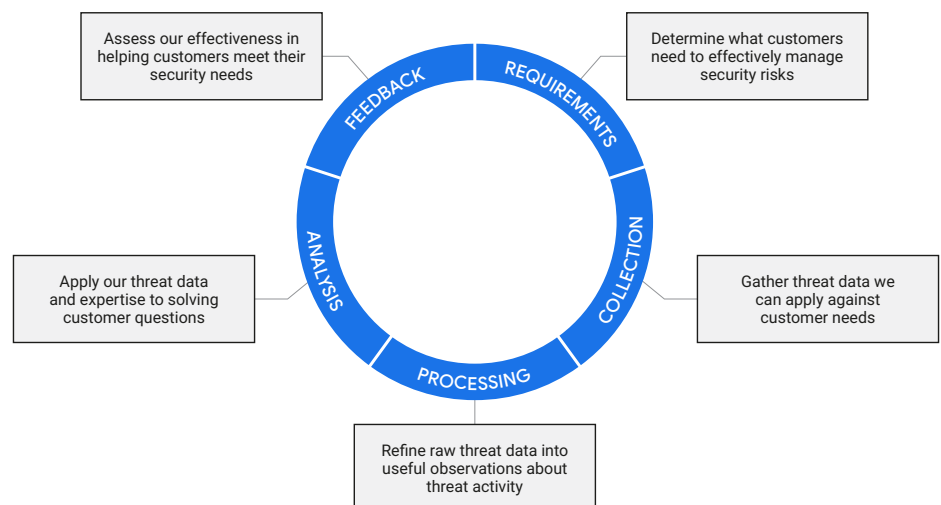 Assess our effectiveness in
helping customers meet their
security needs
Determine what customers
need to effectively manage
security risks
FEEDBACK
REQUIREMENTS
ANALYSIS
COLLECTION
PROCESSING
Apply our threat data
and expertise to solving
customer questions
Gather threat data we
can apply against
customer needs
Refine raw threat data into
useful observations about
threat activity